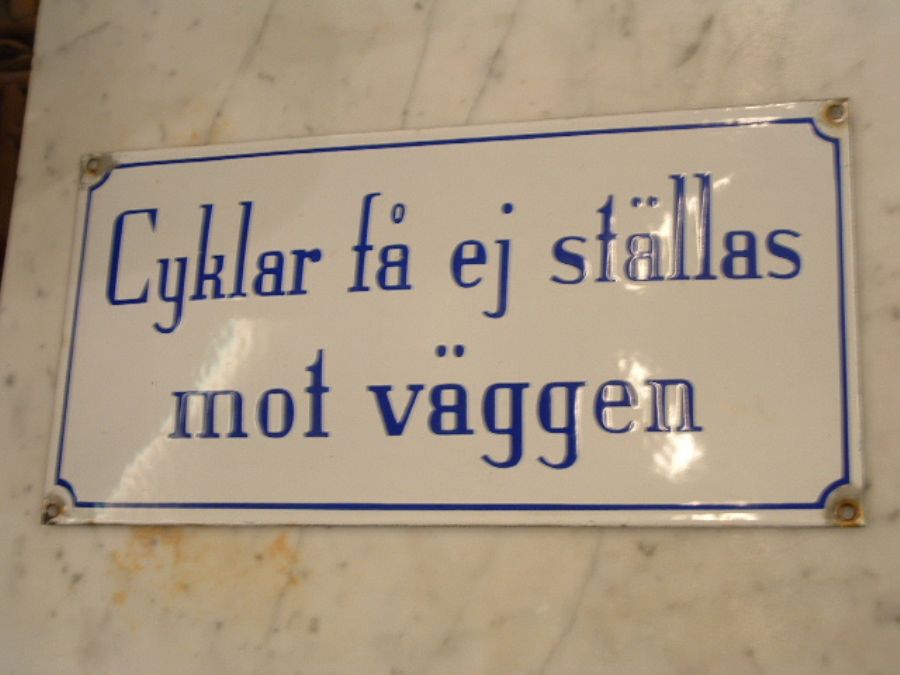 Cyklar få ej ställas
mot väggen